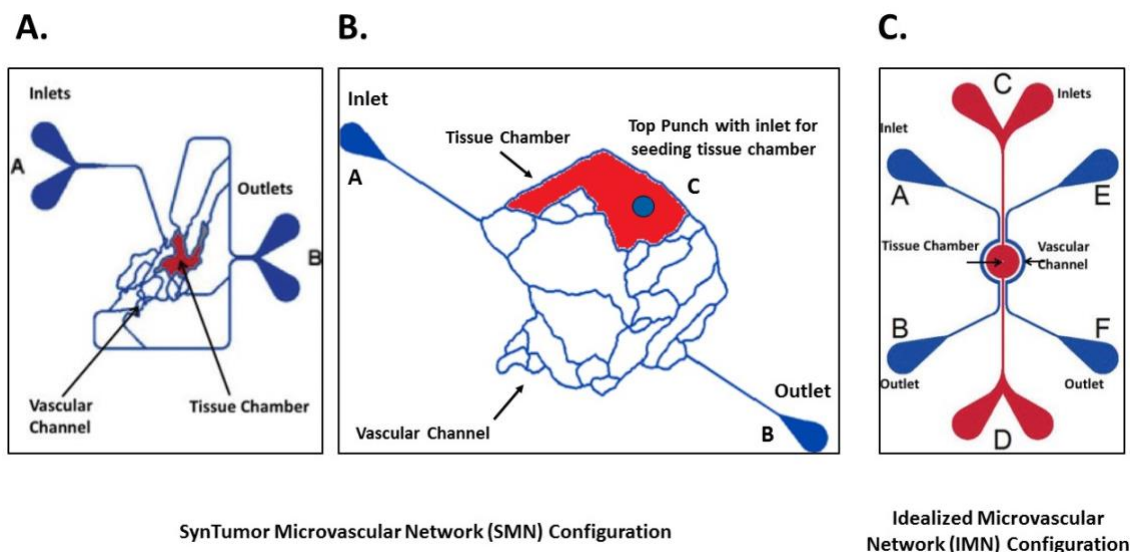 A.
B.
C.
Inlets
A
Outlets
B
Vascular
Channel
Tissue Chamber
Inlet
A
Tissue Chamber
Top Punch with inlet for
seeding tissue chamber
C
Vascular Channel
Outlet
B
C
Inlets
Inlet
A
E
Tissue Chamber
Vascular
Channel
B
F
Outlet
Outlet
D
SynTumor Microvascular Network (SMN) Configuration
Idealized Microvascular
Network (IMN) Configuration